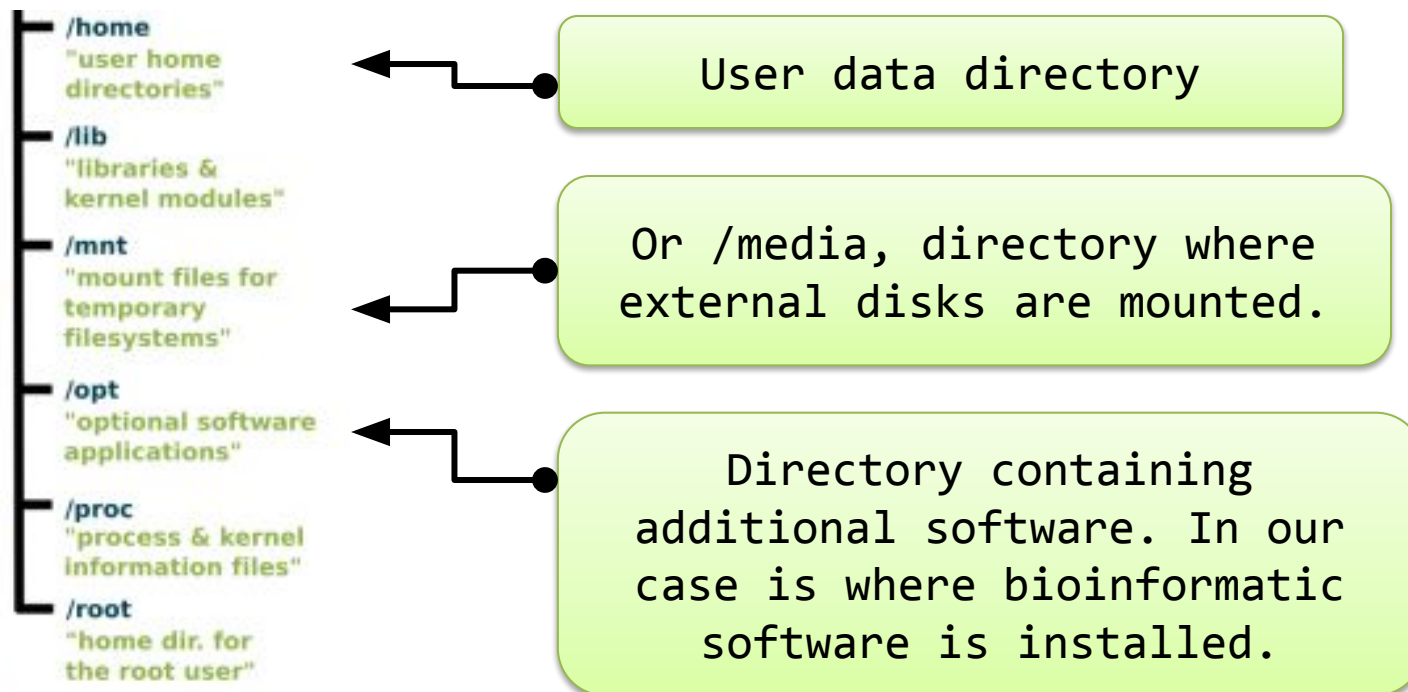 /home
"user home
directories"
/lib
"libraries &
kernel modules"
/mnt
"mount files for
temporary
filesystems"
/opt
"optional software
applications"
/proc
"process & kernel
information files"
/root
"home dir. for
the root user"
User data directory
Or /media, directory where
external disks are mounted.
Directory containing
additional software. In our
case is where bioinformatic
software is installed.